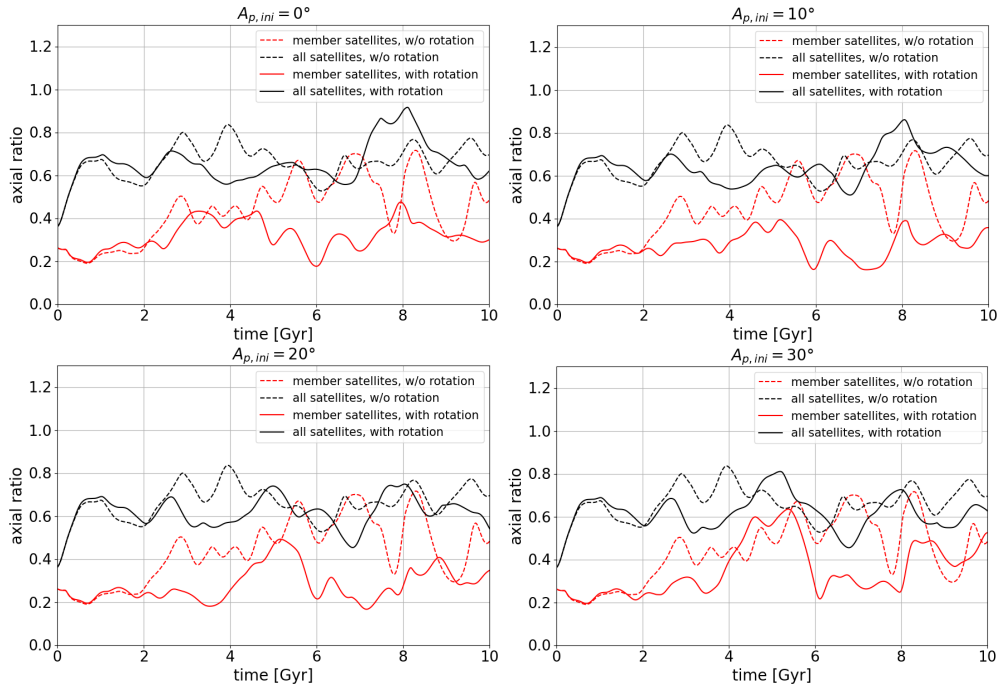 A_{p,ini} = 0°
1.2
1.0
0.8
0.6
0.4
0.2
0.0
axial ratio
member satellites, w/o rotation
all satellites, w/o rotation
member satellites, with rotation
all satellites, with rotation
0 2 4 6 8 10
time [Gyr]
A_{p,ini} = 10°
1.2
1.0
0.8
0.6
0.4
0.2
0.0
axial ratio
member satellites, w/o rotation
all satellites, w/o rotation
member satellites, with rotation
all satellites, with rotation
0 2 4 6 8 10
time [Gyr]
A_{p,ini} = 20°
1.2
1.0
0.8
0.6
0.4
0.2
0.0
axial ratio
member satellites, w/o rotation
all satellites, w/o rotation
member satellites, with rotation
all satellites, with rotation
0 2 4 6 8 10
time [Gyr]
A_{p,ini} = 30°
1.2
1.0
0.8
0.6
0.4
0.2
0.0
axial ratio
member satellites, w/o rotation
all satellites, w/o rotation
member satellites, with rotation
all satellites, with rotation
0 2 4 6 8 10
time [Gyr]